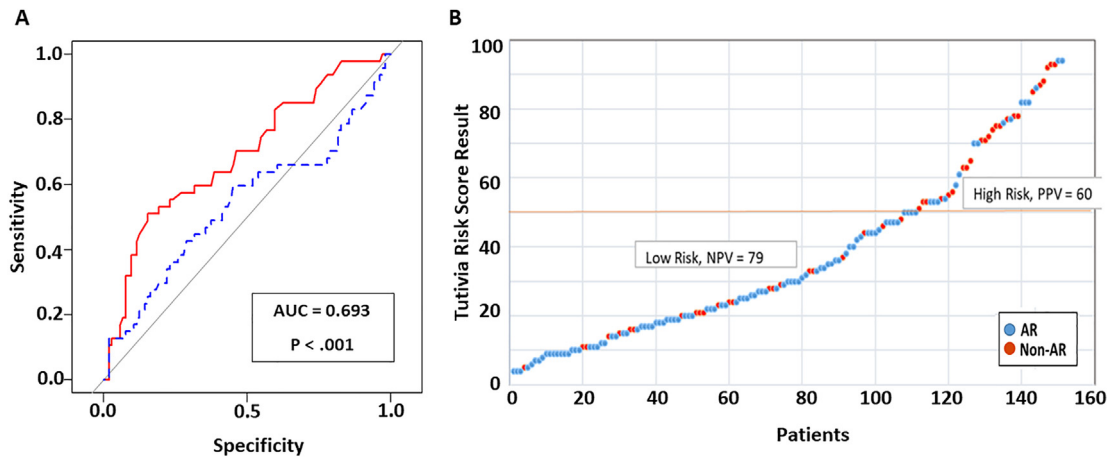 A
1.0
0.8
0.6
0.4
0.2
0.0
Sensitivity
AUC = 0.693
P < .001
0.0 0.5 1.0
Specificity
B
100
80
60
40
20
0
Tutivia Risk Score Result
High Risk, PPV = 60
Low Risk, NPV = 79
AR
Non-AR
0 20 40 60 80 100 120 140 160
Patients